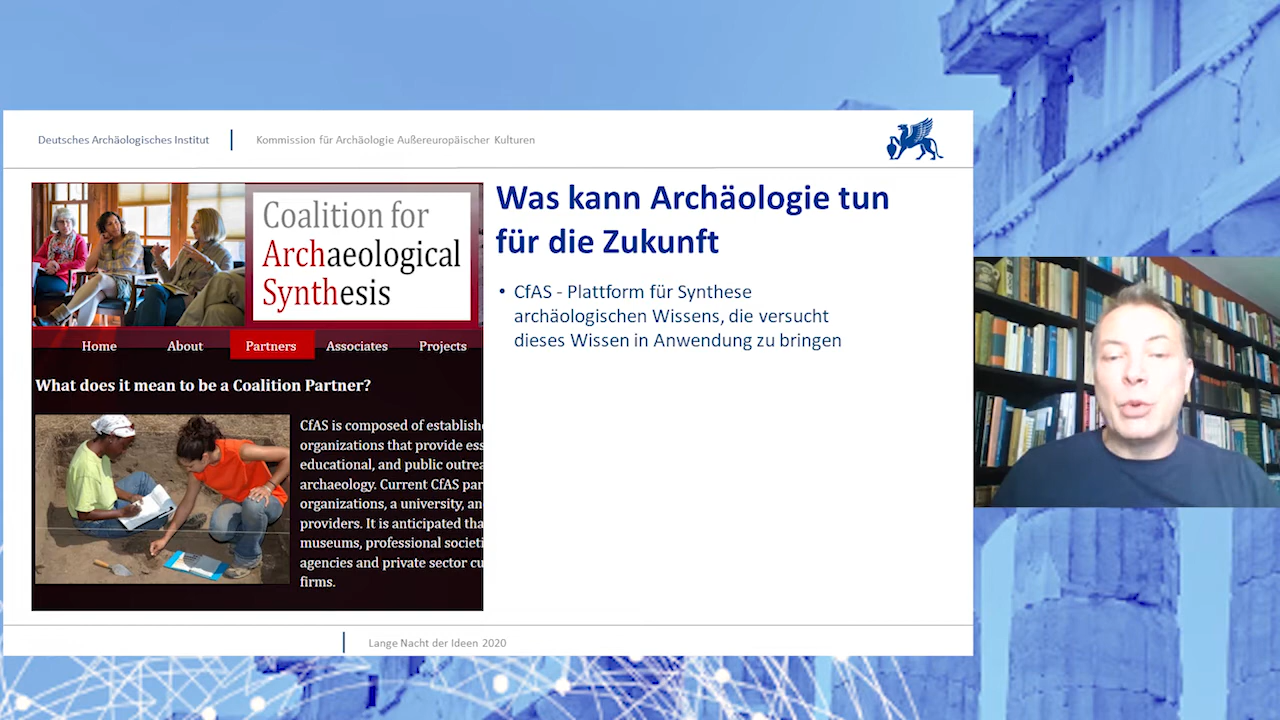 Deutsches Archäologisches Institut
Kommission für Archäologie Außereuropäischer Kulturen
Coalition for
Archaeological
Synthesis
Home About Partners Associates Projects
What does it mean to be a Coalition Partner?
CfAS is composed of establishe
organizations that provide ess
educational, and public outrea
archaeology. Current CfAS par
organizations, a university, an
providers. It is anticipated tha
museums, professional societi
agencies and private sector cu
firms.
Was kann Archäologie tun
für die Zukunft
• CfAS - Plattform für Synthese
archäologischen Wissens, die versucht
dieses Wissen in Anwendung zu bringen
Lange Nacht der Ideen 2020